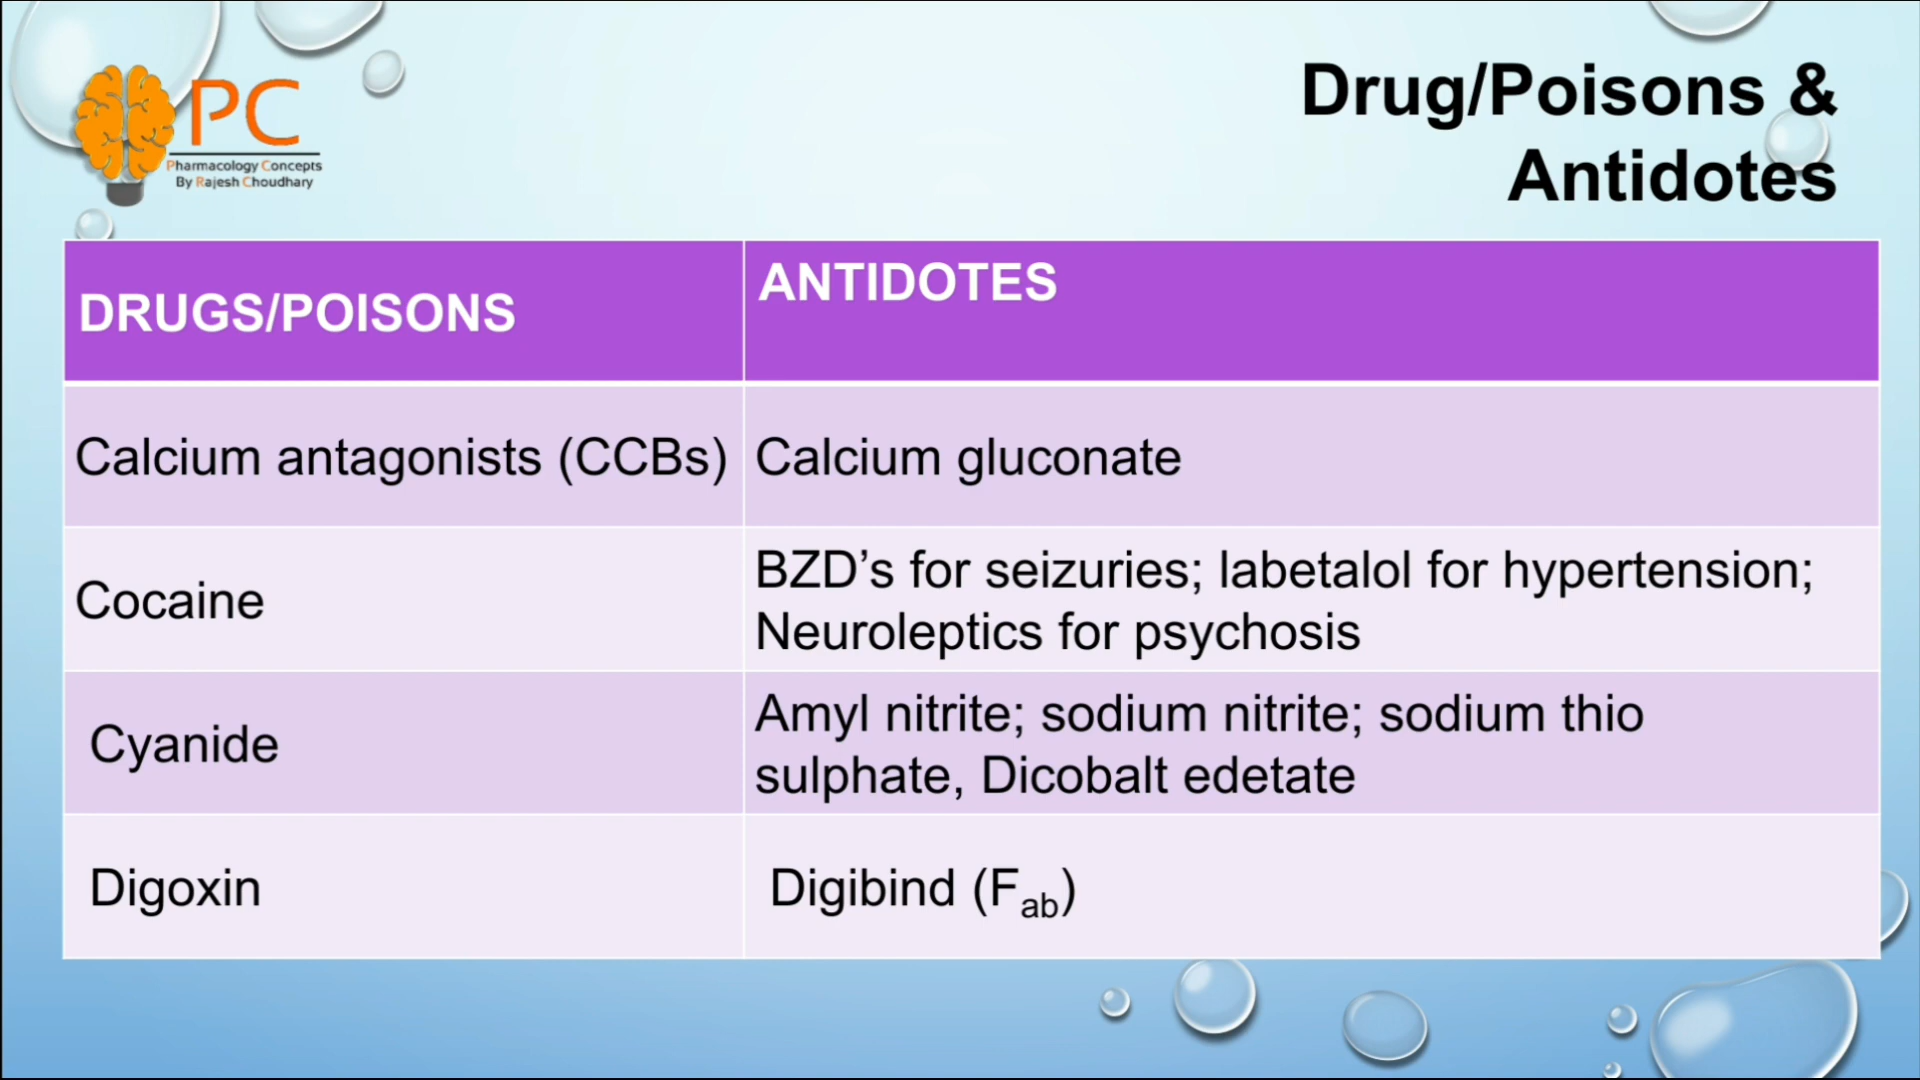 PC
Pharmacology Concepts
By Rajesh Choudhary
Drug/Poisons &
Antidotes
DRUGS/POISONS
ANTIDOTES
Calcium antagonists (CCBs)
Calcium gluconate
Cocaine
BZD’s for seizuries; labetalol for hypertension;
Neuroleptics for psychosis
Cyanide
Amyl nitrite; sodium nitrite; sodium thio
sulphate, Dicobalt edetate
Digoxin
Digibind (Fab)